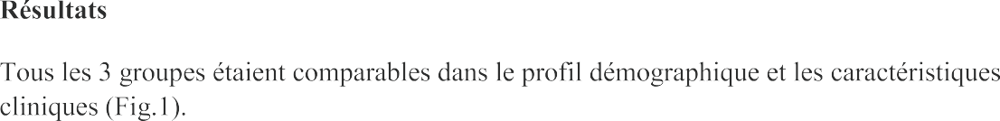 Résultats
Tous les 3 groupes étaient comparables dans le profil démographique et les caractéristiques
cliniques (Fig.1).